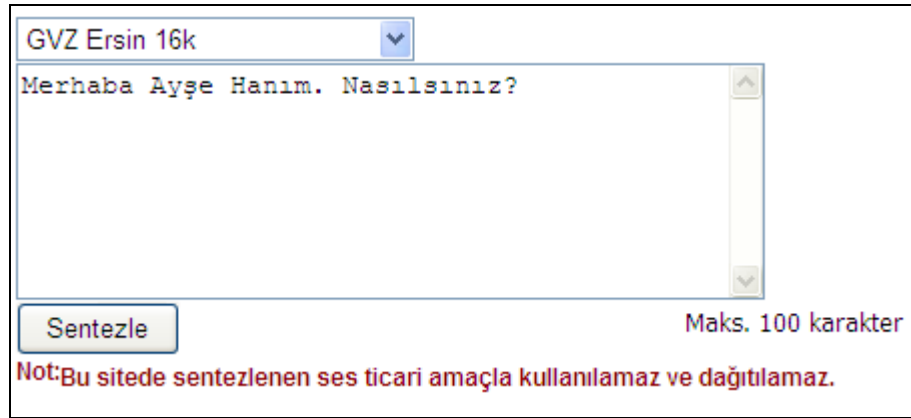 GVZ Ersin 16k
Merhaba Ayşe Hanım. Nasılsınız?
Sentezle
Maks. 100 karakter
Not:Bu sitede sentezlenen ses ticari amaçla kullanılamaz ve dağıtılamaz.